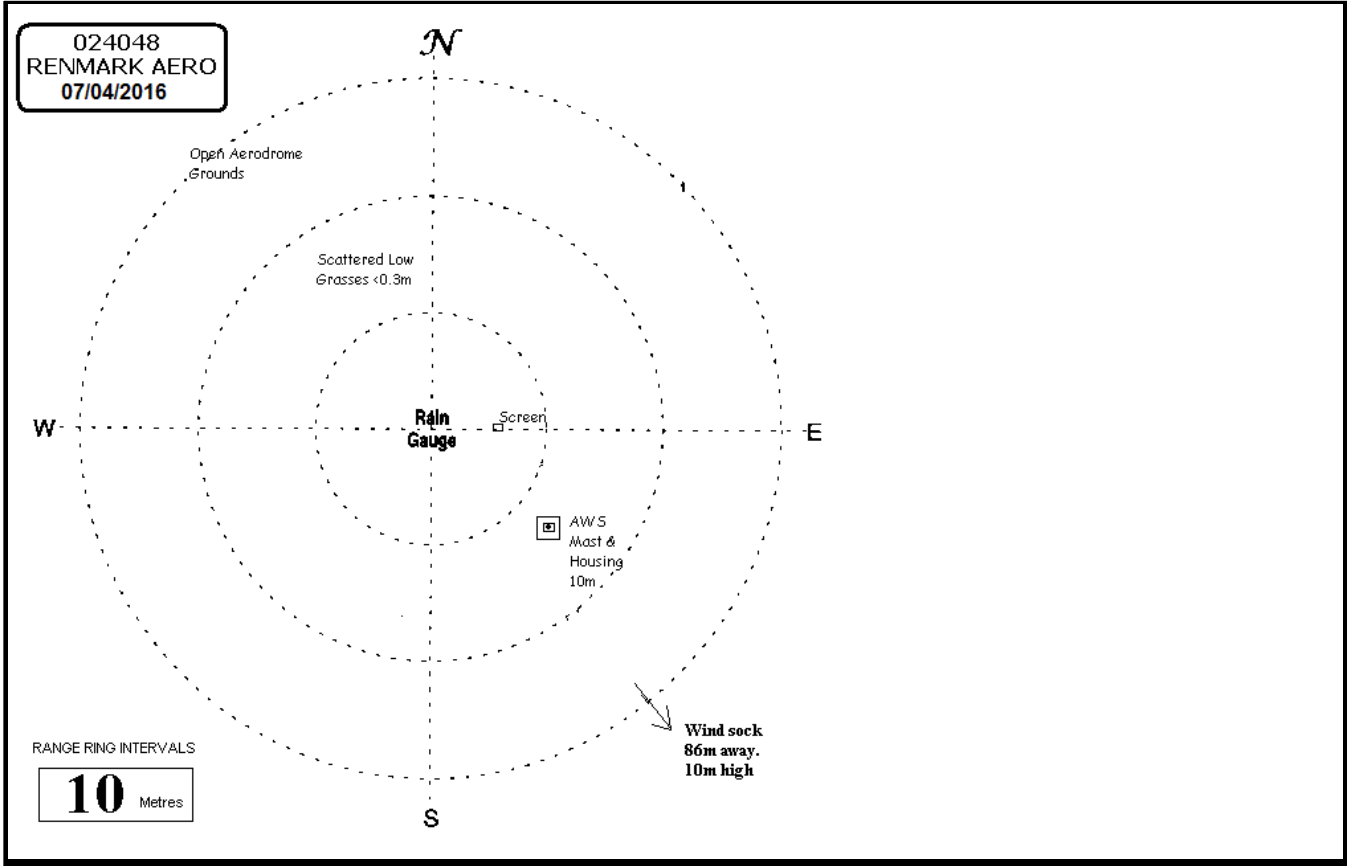 024048
RENMARK AERO
07/04/2016
N
Open Aerodrome
Grounds
Scattered Low
Grasses <0.3m
W
Rain
Gauge
Screen
E
AWS
Mast &
Housing
10m
Wind sock
86m away.
10m high
RANGE RING INTERVALS
10 Metres
S